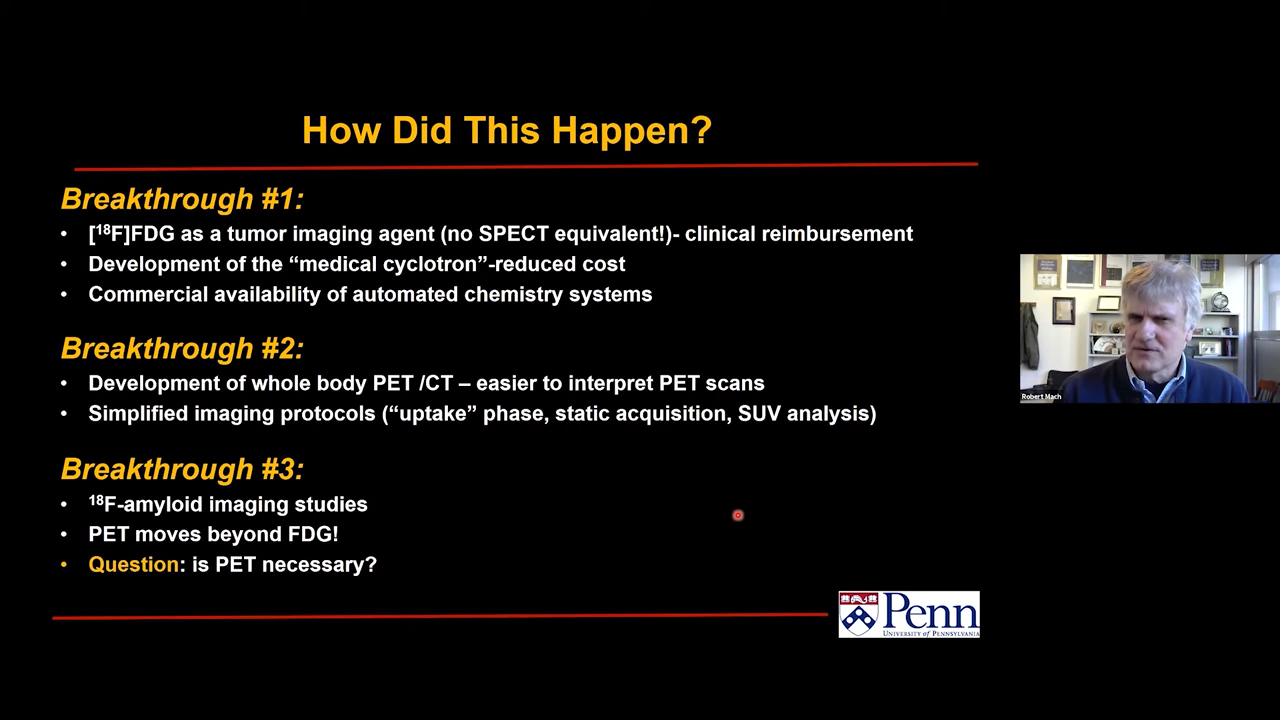 How Did This Happen?
Breakthrough #1:
• [¹⁸F]FDG as a tumor imaging agent (no SPECT equivalent!)- clinical reimbursement
• Development of the “medical cyclotron”-reduced cost
• Commercial availability of automated chemistry systems
Breakthrough #2:
• Development of whole body PET /CT – easier to interpret PET scans
• Simplified imaging protocols (“uptake” phase, static acquisition, SUV analysis)
Breakthrough #3:
• ¹⁸F-amyloid imaging studies
• PET moves beyond FDG!
• Question: is PET necessary?
Penn
UNIVERSITY of PENNSYLVANIA
Robert Mach